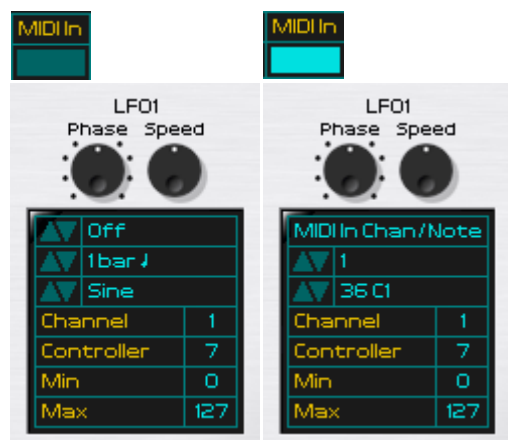 MIDI In
LFO1
Phase Speed
Off
1bar ♩
Sine
Channel 1
Controller 7
Min 0
Max 127
MIDI In
LFO1
Phase Speed
MIDI In Chan/Note
1
36 C1
Channel 1
Controller 7
Min 0
Max 127